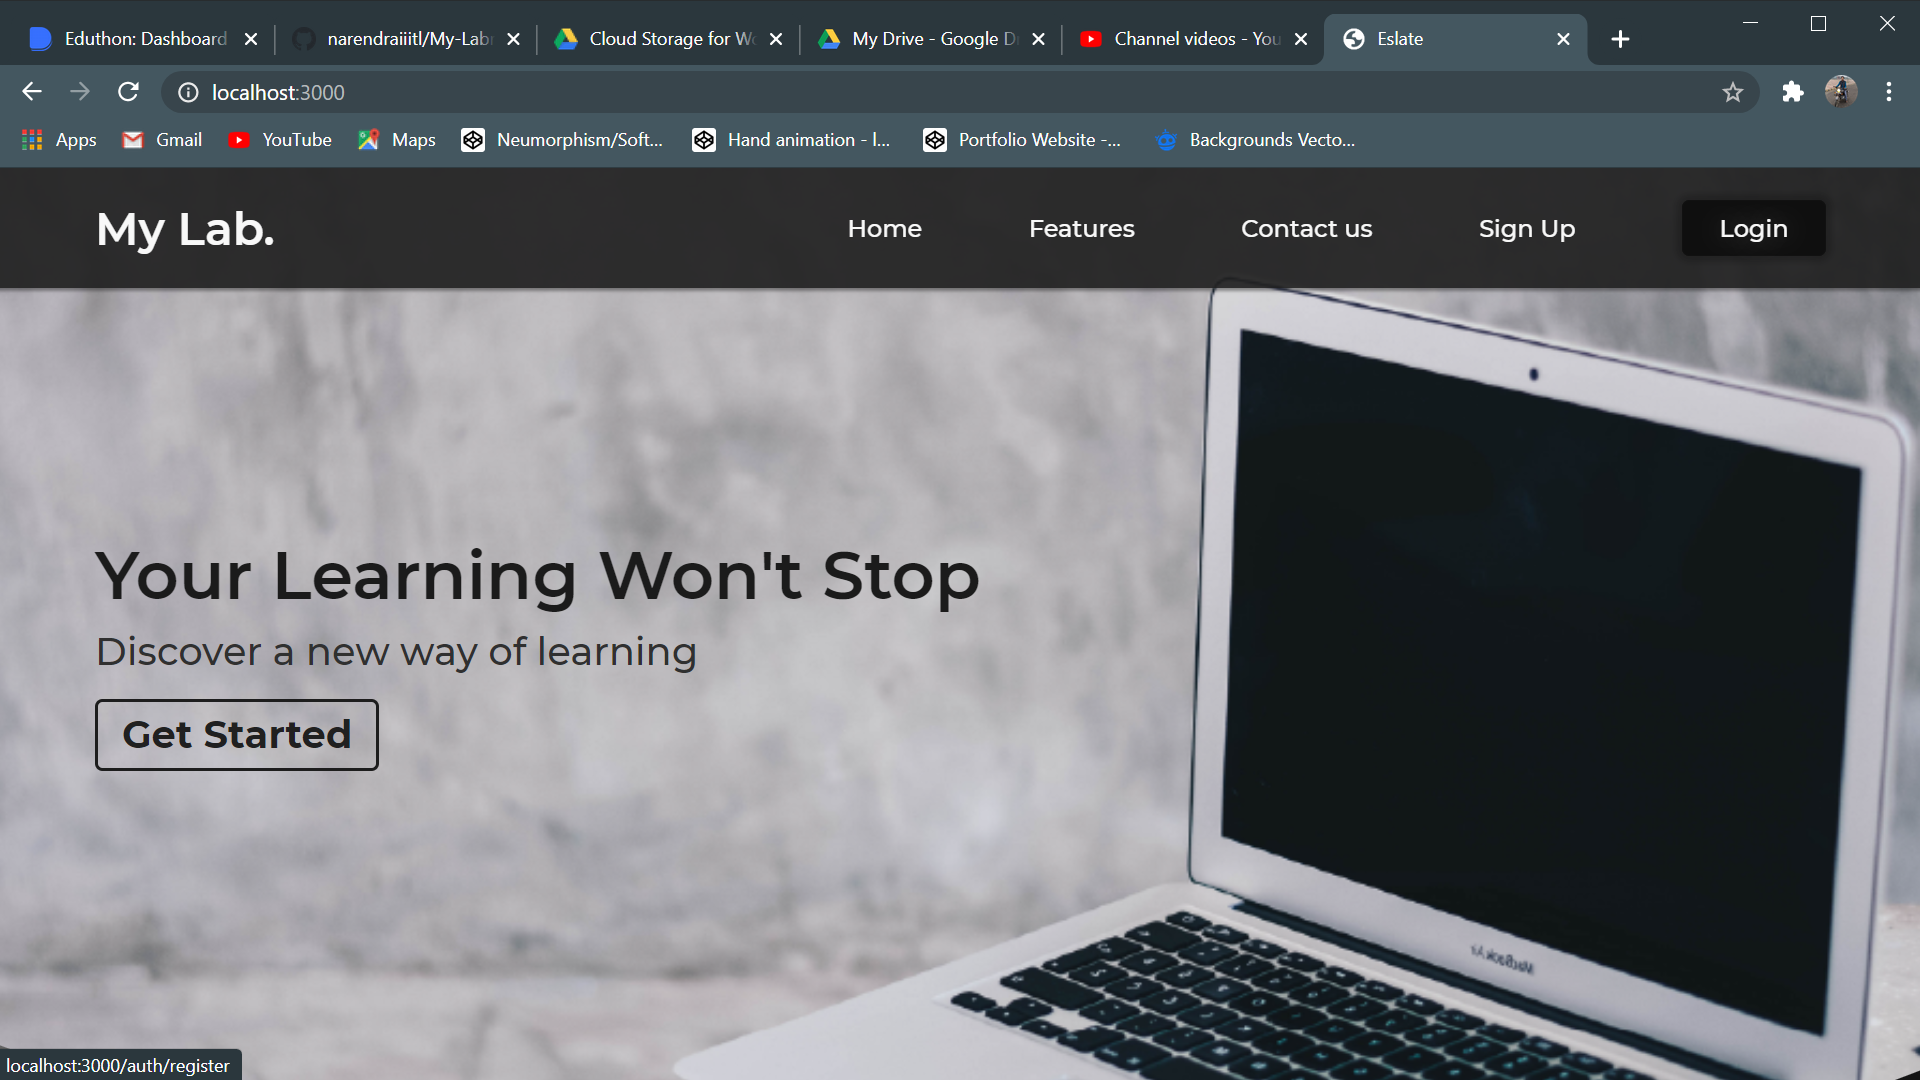 Eduthon: Dashboard
narendraiiitl/My-Lab
Cloud Storage for Wo
My Drive - Google D
Channel videos - You
Eslate
localhost:3000
Apps
Gmail
YouTube
Maps
Neumorphism/Soft...
Hand animation - l...
Portfolio Website -...
Backgrounds Vecto...
My Lab.
Home
Features
Contact us
Sign Up
Login
Your Learning Won't Stop
Discover a new way of learning
Get Started
localhost:3000/auth/register